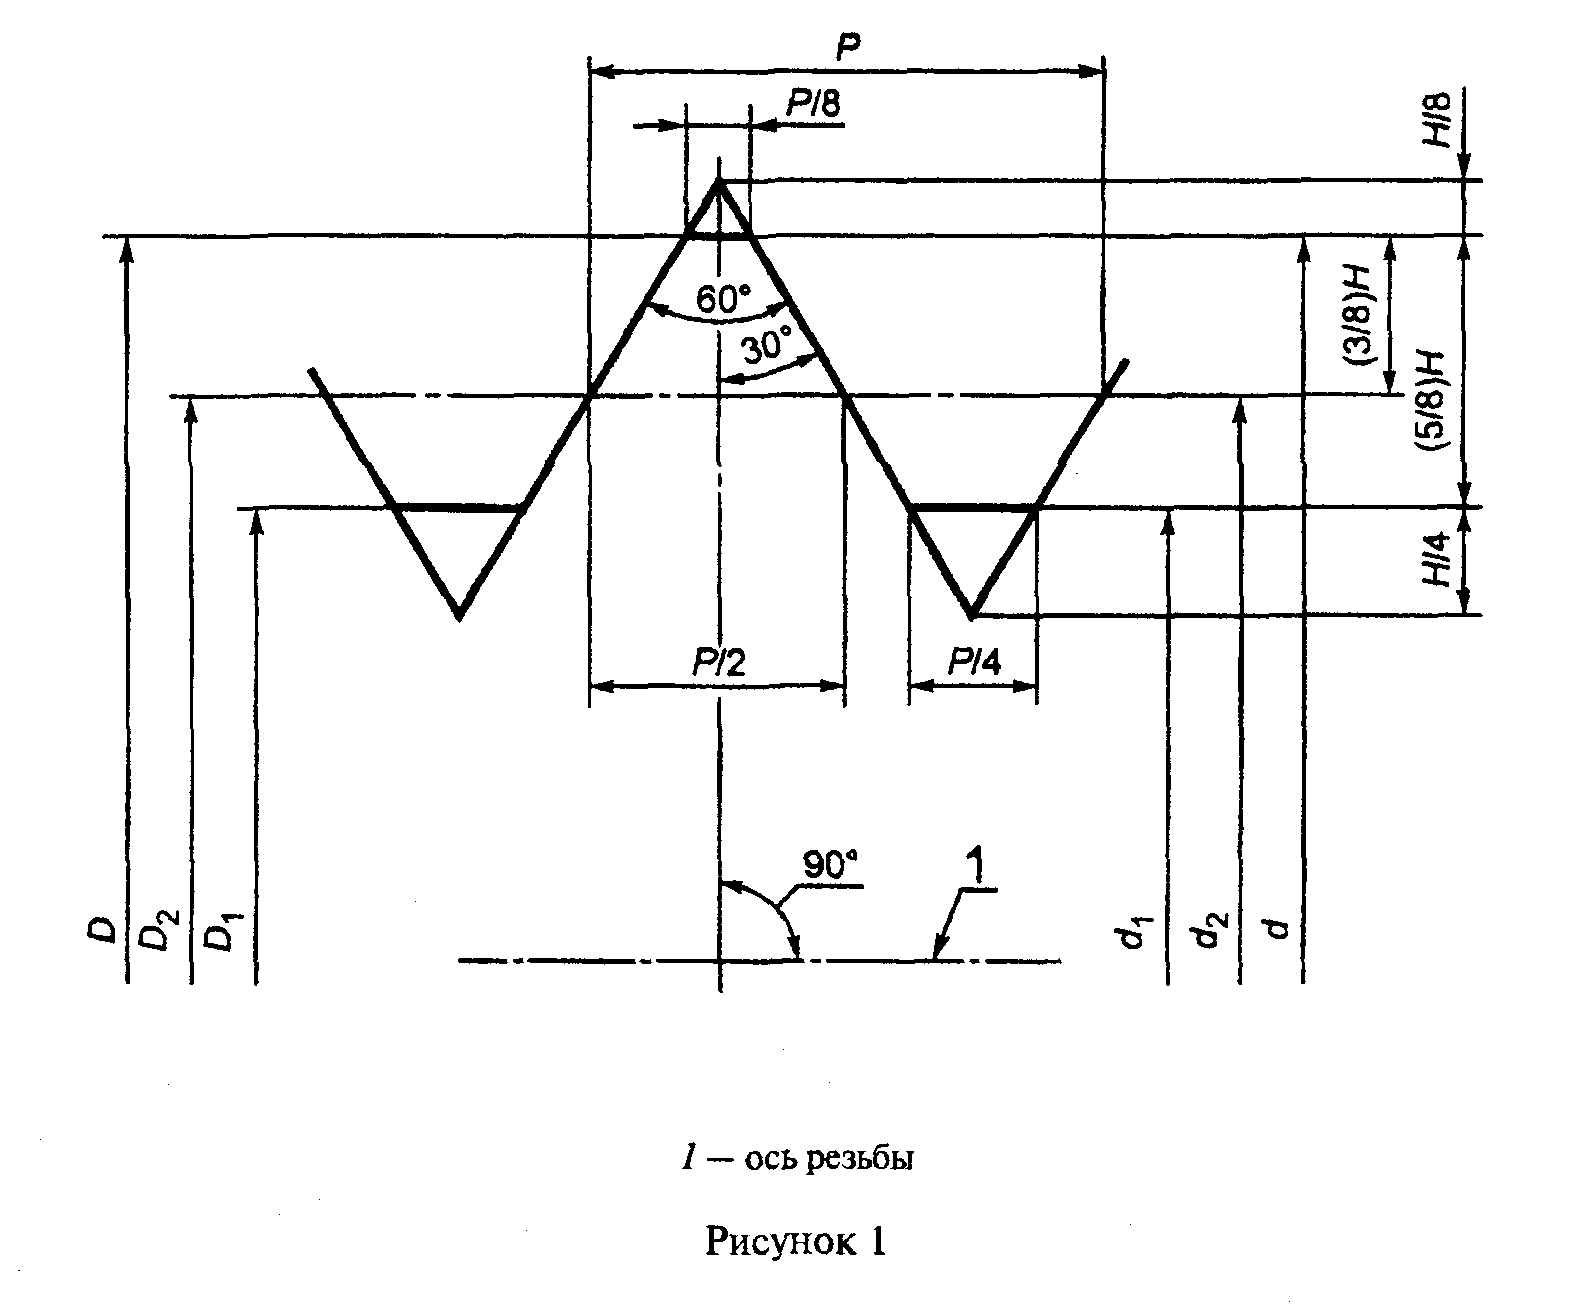 P
P/8
H/8
60°
30°
(3/8)H
(5/8)H
H/4
P/2
P/4
90°
1
D
D₂
D₁
d₁
d₂
d
1 — ось резьбы
Рисунок 1